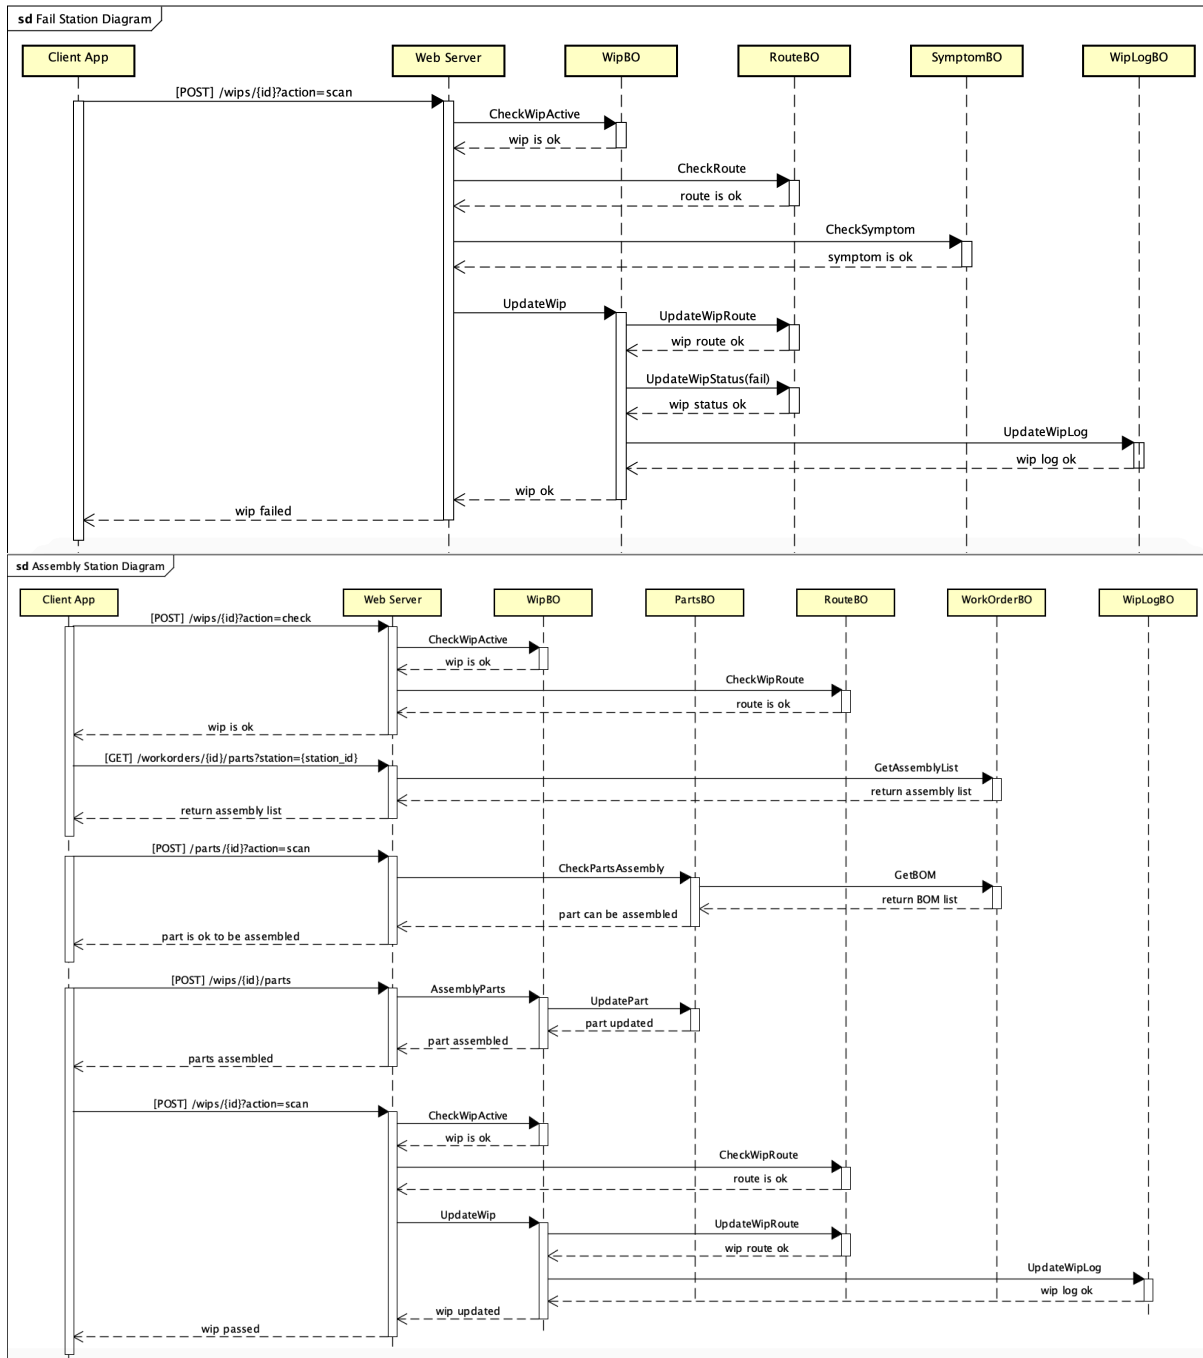 sd Fail Station Diagram
Client App
Web Server
WipBO
RouteBO
SymptomBO
WipLogBO
[POST] /wips/{id}?action=scan
CheckWipActive
wip is ok
CheckRoute
route is ok
CheckSymptom
symptom is ok
UpdateWip
UpdateWipRoute
wip route ok
UpdateWipStatus(fail)
wip status ok
UpdateWipLog
wip log ok
wip ok
wip failed
sd Assembly Station Diagram
Client App
Web Server
WipBO
PartsBO
RouteBO
WorkOrderBO
WipLogBO
[POST] /wips/{id}?action=check
CheckWipActive
wip is ok
CheckWipRoute
route is ok
wip is ok
[GET] /workorders/{id}/parts?station={station_id}
GetAssemblyList
return assembly list
return assembly list
[POST] /parts/{id}?action=scan
CheckPartsAssembly
GetBOM
return BOM list
part can be assembled
part is ok to be assembled
[POST] /wips/{id}/parts
AssemblyParts
UpdatePart
part updated
part assembled
parts assembled
[POST] /wips/{id}?action=scan
CheckWipActive
wip is ok
CheckWipRoute
route is ok
UpdateWip
UpdateWipRoute
wip route ok
UpdateWipLog
wip log ok
wip updated
wip passed